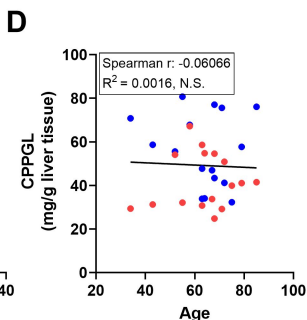 D
Spearman r: -0.06066
R² = 0.0016, N.S.
CPPGL
(mg/g liver tissue)
100
80
60
40
20
0
40
20 40 60 80 100
Age